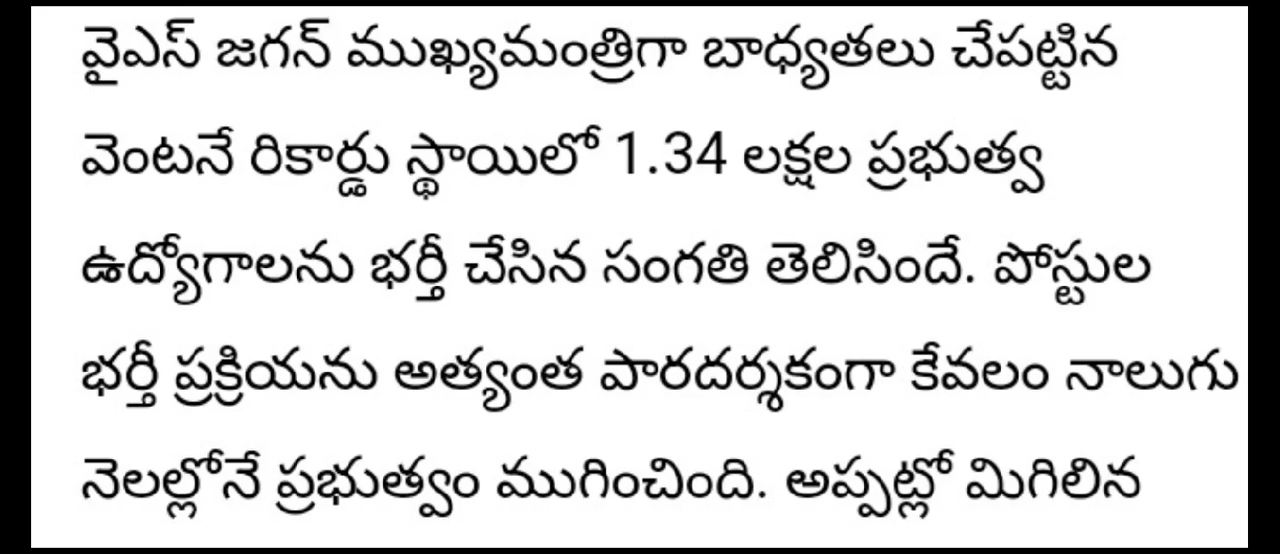 వైఎస్ జగన్ ముఖ్యమంత్రిగా బాధ్యతలు చేపట్టిన
వెంటనే రికార్డు స్థాయిలో 1.34 లక్షల ప్రభుత్వ
ఉద్యోగాలను భర్తీ చేసిన సంగతి తెలిసిందే. పోస్టుల
భర్తీ ప్రక్రియను అత్యంత పారదర్శకంగా కేవలం నాలుగు
నెలల్లోనే ప్రభుత్వం ముగించింది. అప్పట్లో మిగిలిన